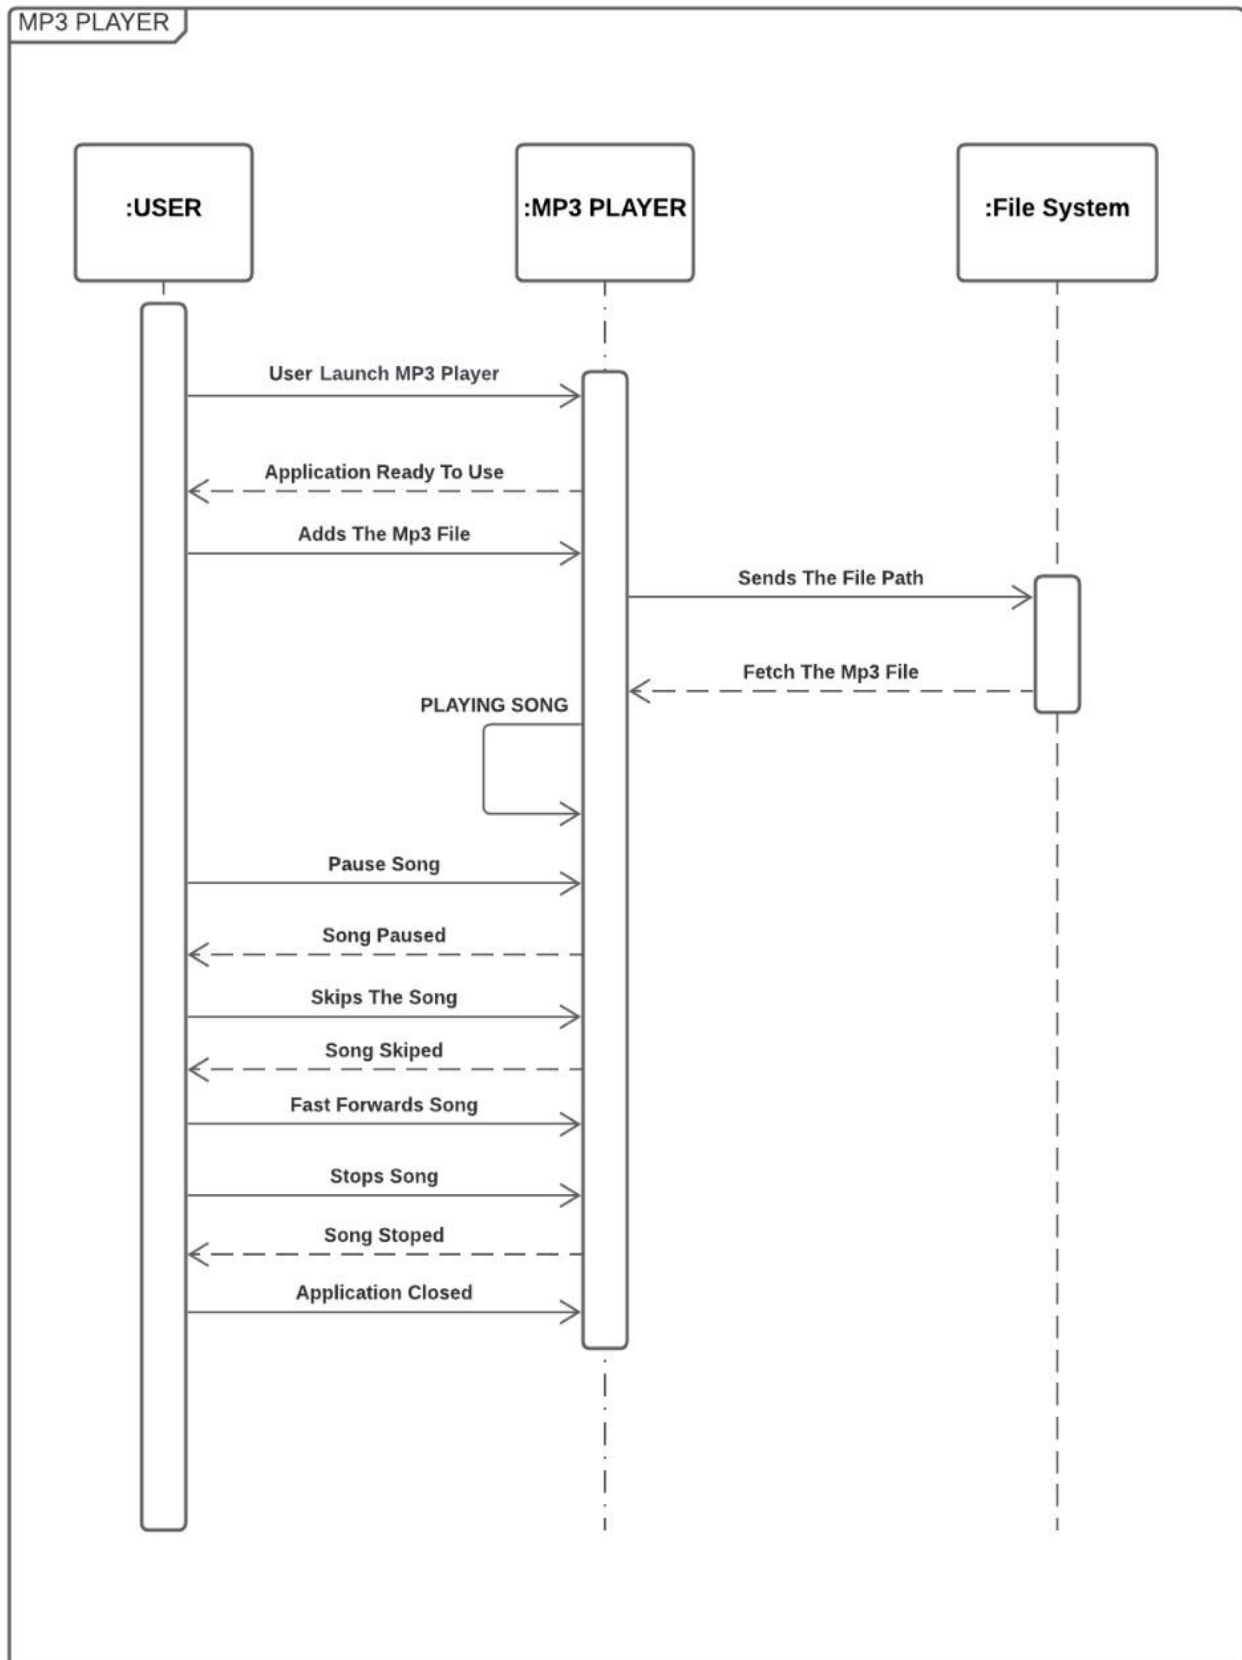 MP3 PLAYER
:USER
:MP3 PLAYER
:File System
User Launch MP3 Player
Application Ready To Use
Adds The Mp3 File
Sends The File Path
Fetch The Mp3 File
PLAYING SONG
Pause Song
Song Paused
Skips The Song
Song Skiped
Fast Forwards Song
Stops Song
Song Stoped
Application Closed